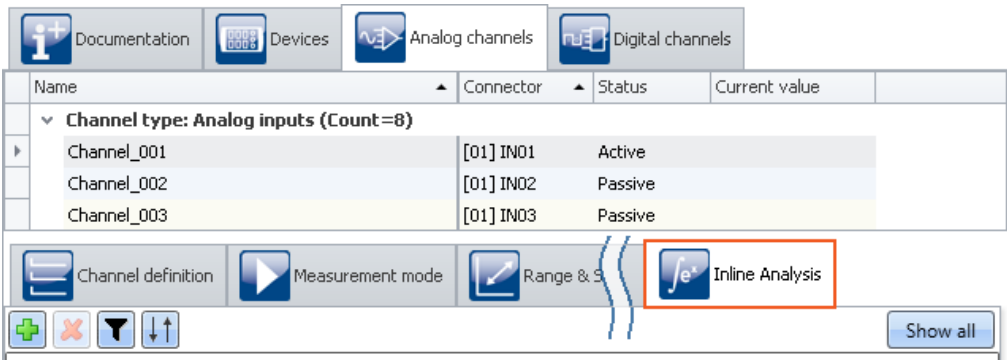 Documentation Devices Analog channels Digital channels
Name Connector Status Current value
Channel type: Analog inputs (Count=8)
Channel_001 [01] IN01 Active
Channel_002 [01] IN02 Passive
Channel_003 [01] IN03 Passive
Channel definition Measurement mode Range & S Inline Analysis
Show all